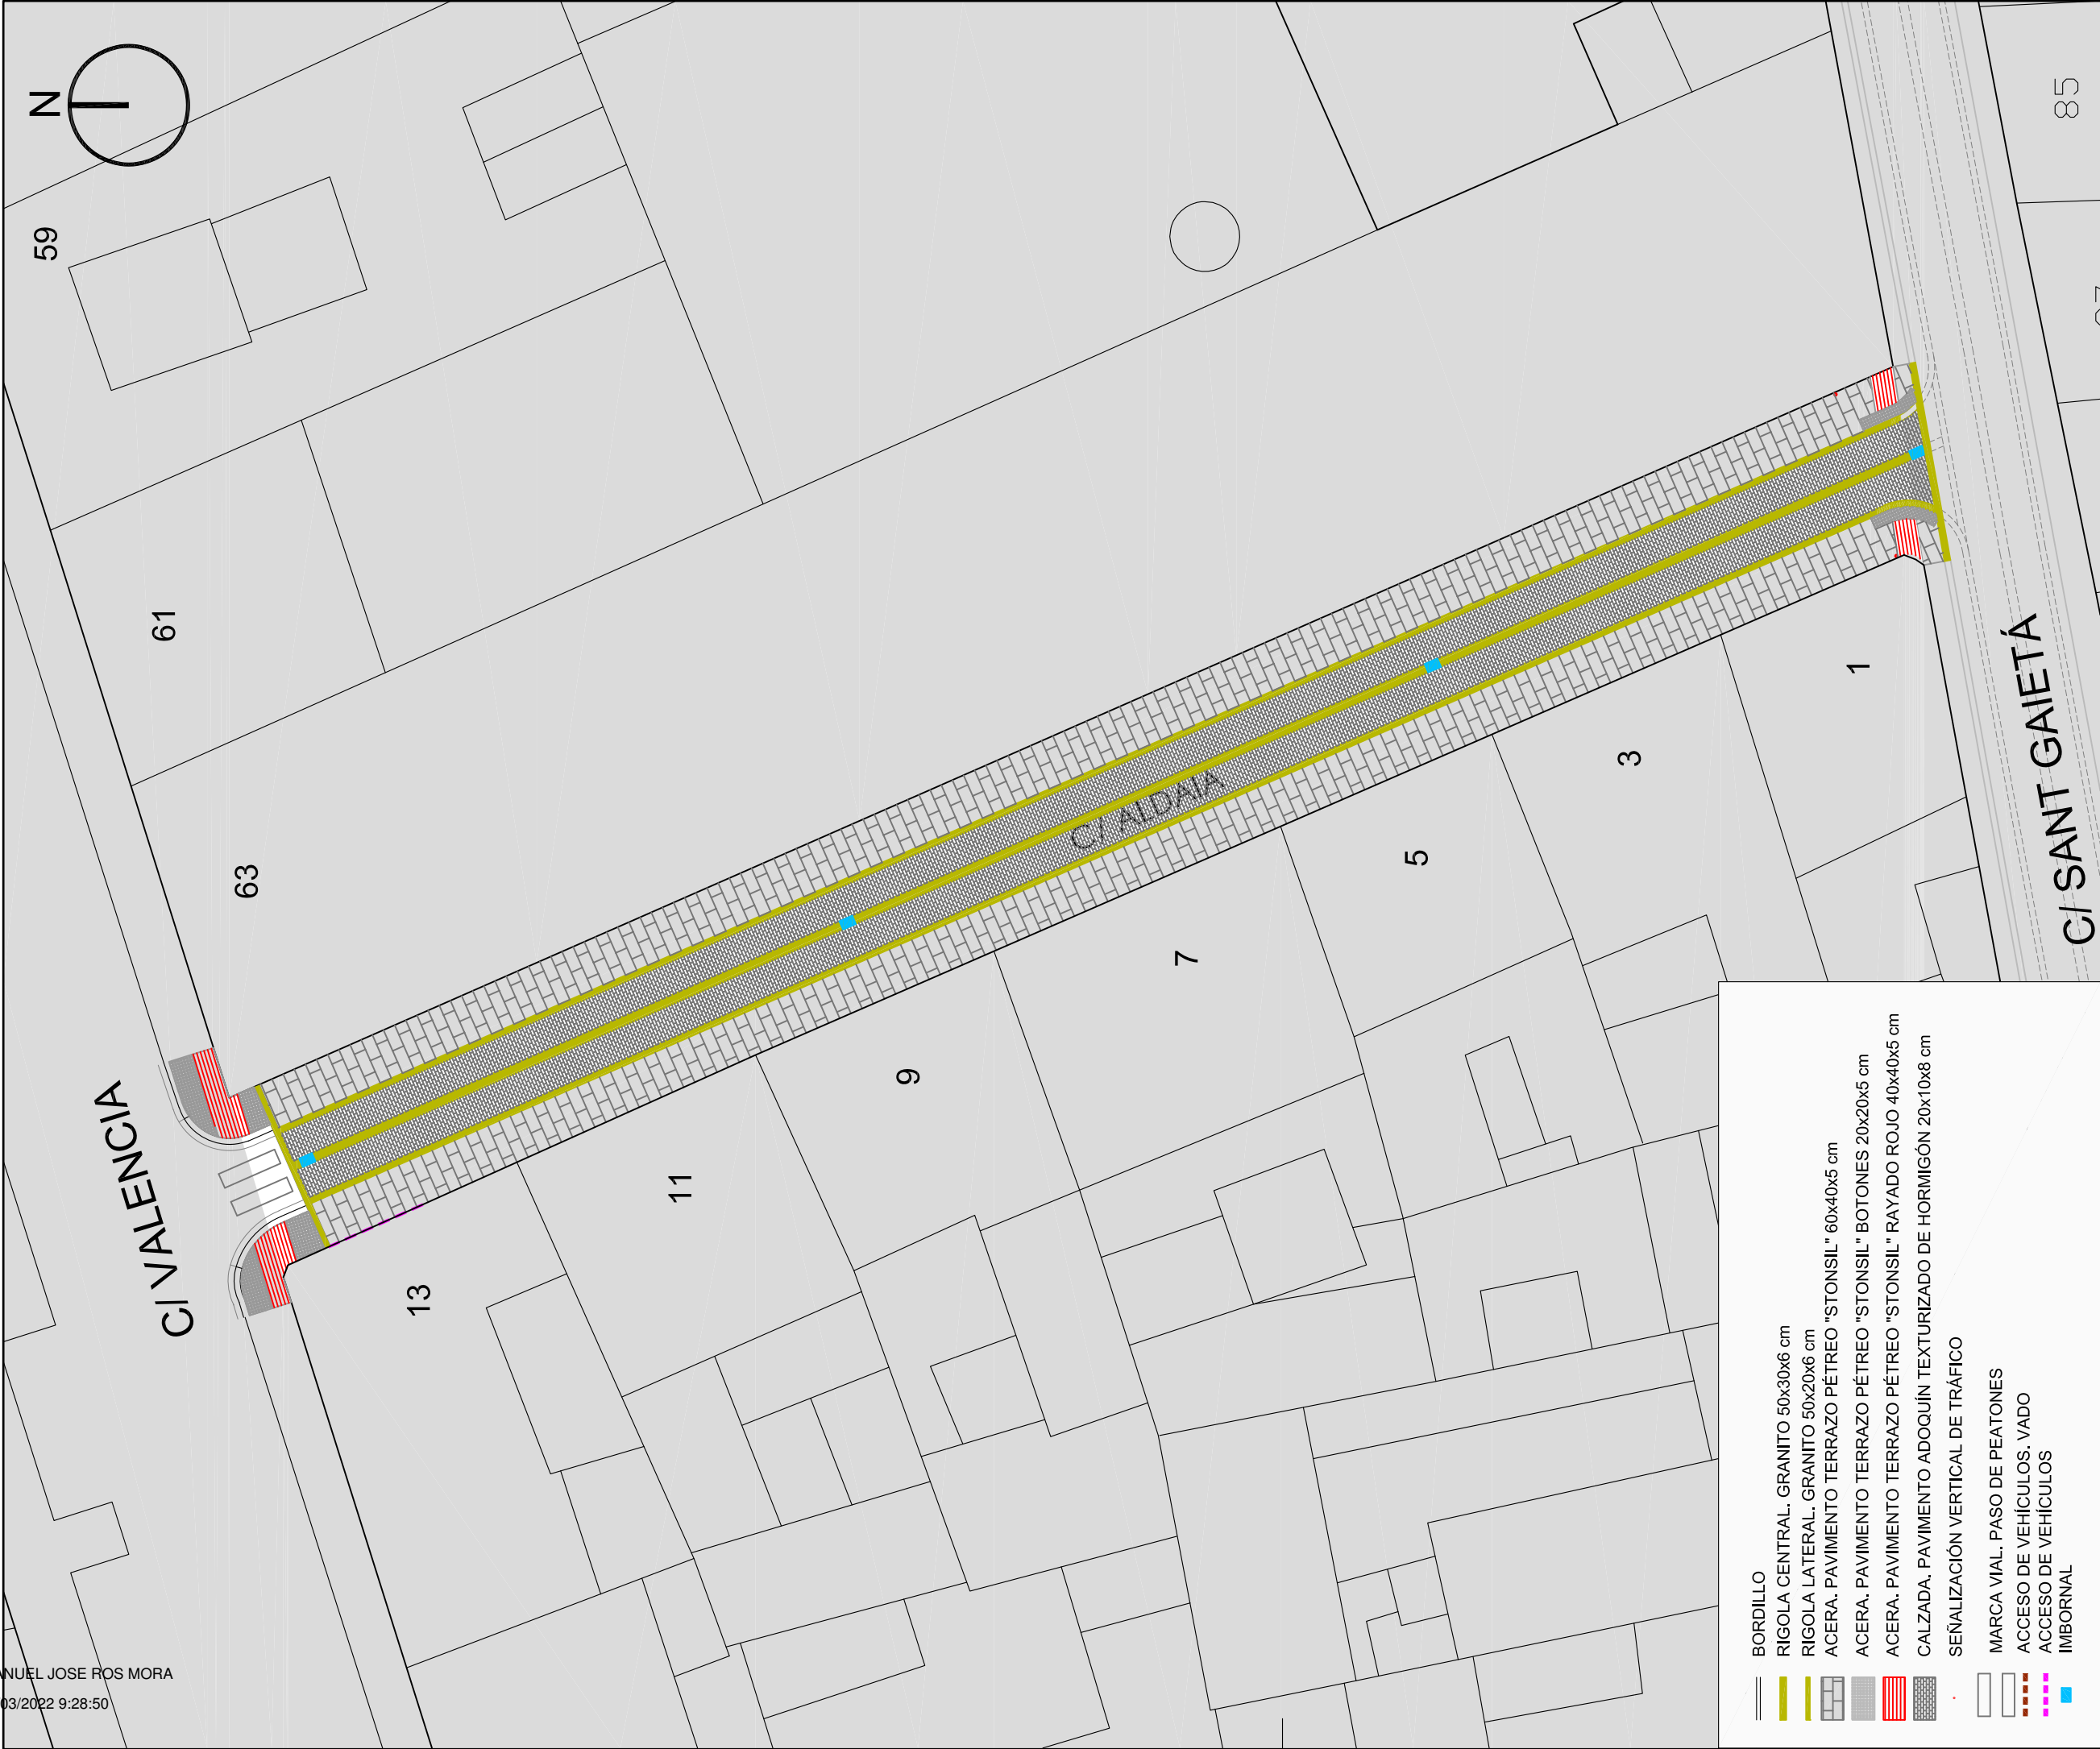 N
59
61
63
C/ VALENCIA
13
11
9
7
5
3
1
C/ ALDAIA
C/ SANT GAIETÁ
85
BORDILLO
RIGOLA CENTRAL. GRANITO 50x30x6 cm
RIGOLA LATERAL. GRANITO 50x20x6 cm
ACERA. PAVIMENTO TERRAZO PÉTREO "STONSIL" 60x40x5 cm
ACERA. PAVIMENTO TERRAZO PÉTREO "STONSIL" BOTONES 20x20x5 cm
ACERA. PAVIMENTO TERRAZO PÉTREO "STONSIL" RAYADO ROJO 40x40x5 cm
CALZADA. PAVIMENTO ADOQUÍN TEXTURIZADO DE HORMIGÓN 20x10x8 cm
SEÑALIZACIÓN VERTICAL DE TRÁFICO
MARCA VIAL. PASO DE PEATONES
ACCESO DE VEHÍCULOS. VADO
ACCESO DE VEHÍCULOS
IMBORNAL
NUEL JOSE ROS MORA
03/2022 9:28:50